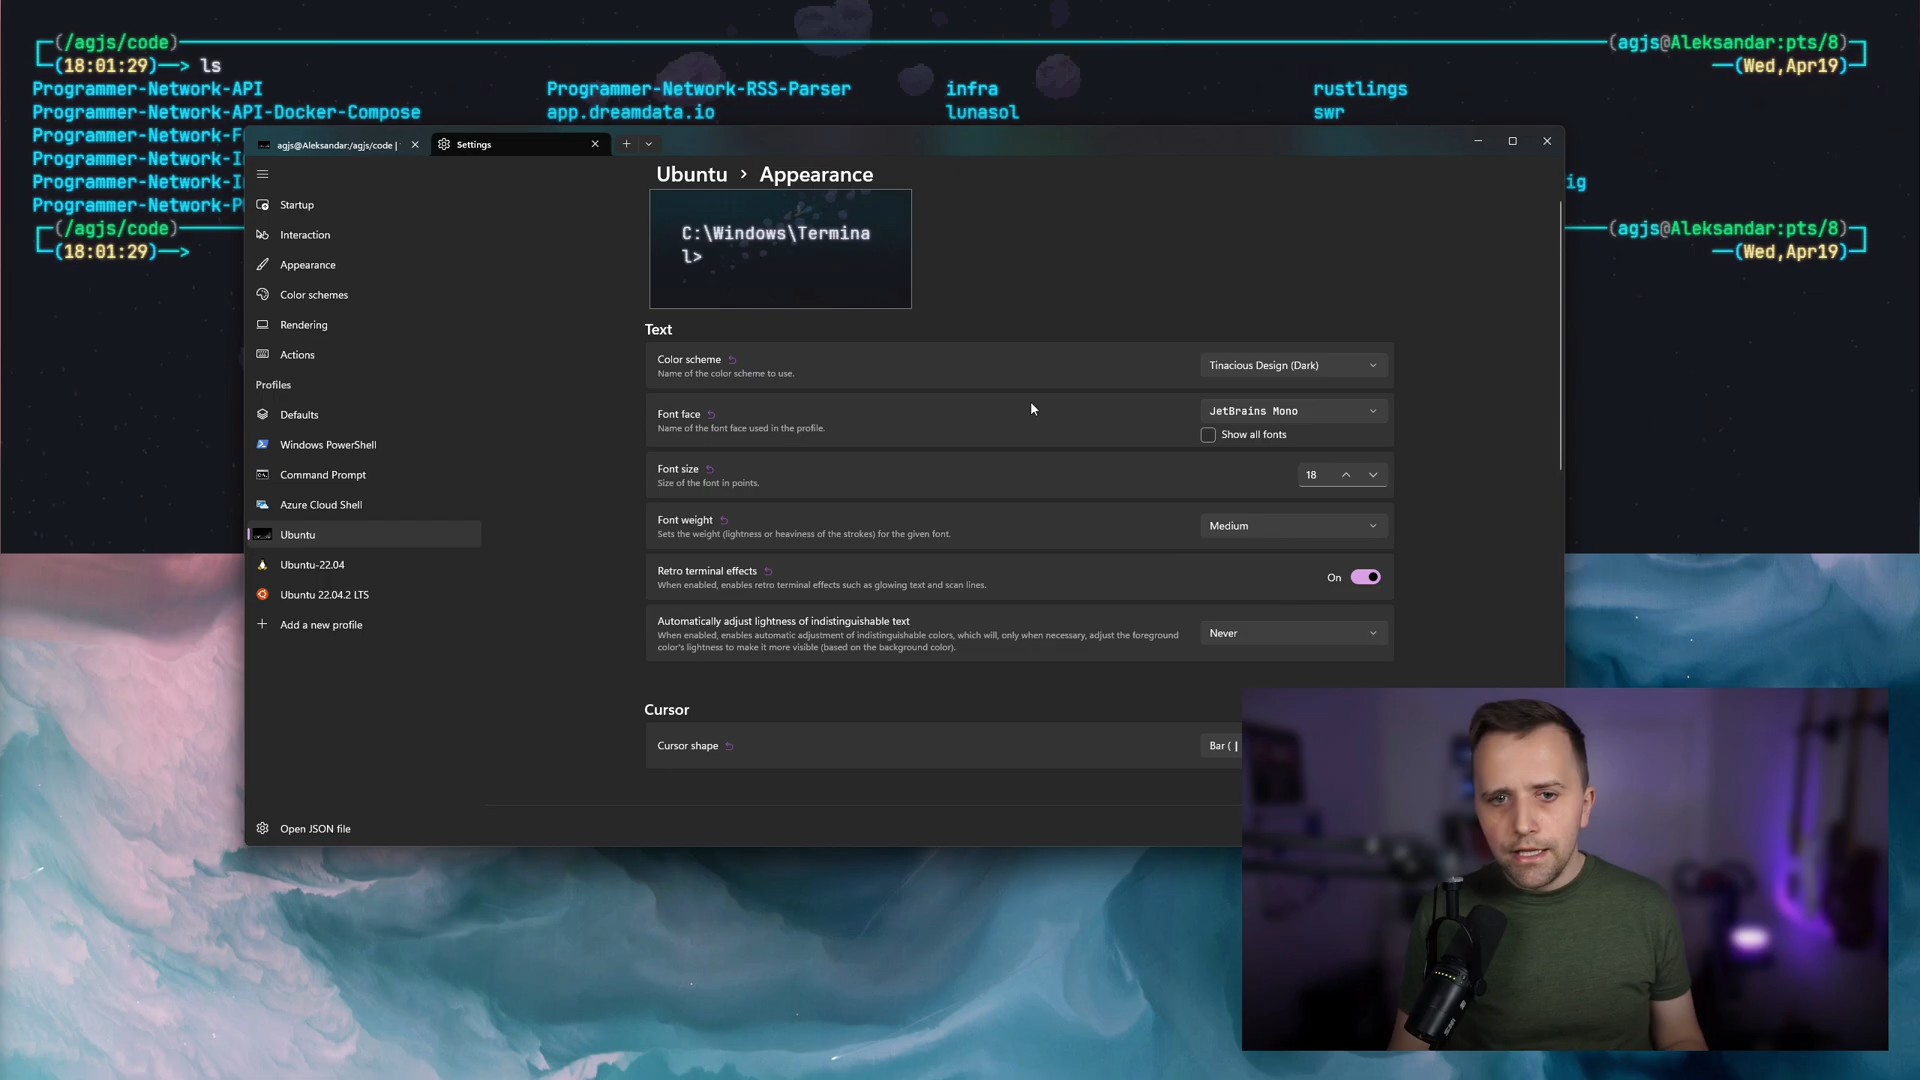 (/agjs/code) (agjs@Aleksandar:pts/8)
(18:01:29)—> ls (Wed,Apr19)
Programmer-Network-API Programmer-Network-RSS-Parser infra rustlings
Programmer-Network-API-Docker-Compose app.dreamdata.io lunasol swr
Programmer-Network-F
agjs@Aleksandar:/agjs/code |
Settings
Programmer-Network-I
Programmer-Network-I ig
Programmer-Network-P
(/agjs/code) (agjs@Aleksandar:pts/8)
(18:01:29)—> (Wed,Apr19)
Startup
Interaction
Appearance
Color schemes
Rendering
Actions
Profiles
Defaults
Windows PowerShell
Command Prompt
Azure Cloud Shell
Ubuntu
Ubuntu-22.04
Ubuntu 22.04.2 LTS
Add a new profile
Open JSON file
Ubuntu > Appearance
C:\Windows\Termina
l>
Text
Color scheme
Name of the color scheme to use.
Tinacious Design (Dark)
Font face
Name of the font face used in the profile.
JetBrains Mono
Show all fonts
Font size
Size of the font in points.
18
Font weight
Sets the weight (lightness or heaviness of the strokes) for the given font.
Medium
Retro terminal effects
When enabled, enables retro terminal effects such as glowing text and scan lines.
On
Automatically adjust lightness of indistinguishable text
When enabled, enables automatic adjustment of indistinguishable colors, which will, only when necessary, adjust the foreground
color's lightness to make it more visible (based on the background color).
Never
Cursor
Cursor shape
Bar ( |